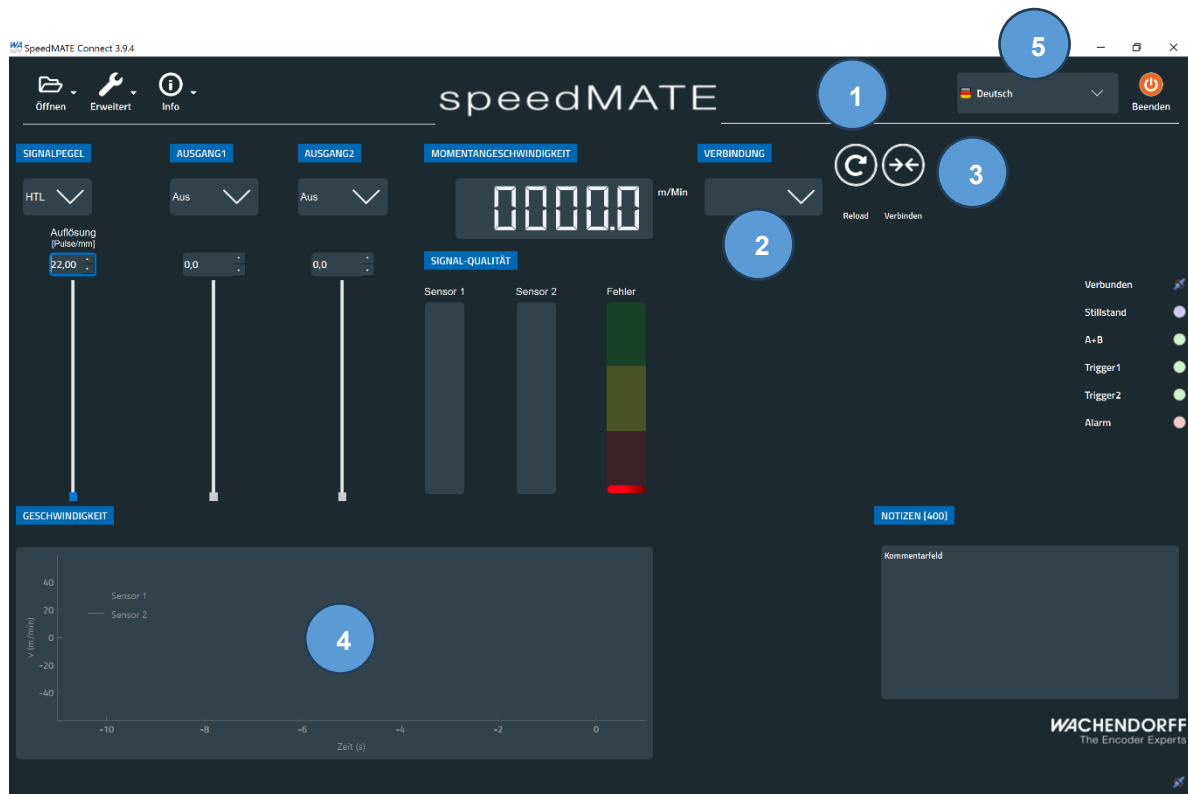 WA SpeedMATE Connect 3.9.4
5
Öffnen
Erweitert
Info
speedMATE
1
Deutsch
Beenden
SIGNALPEGEL
AUSGANG1
AUSGANG2
MOMENTANGESCHWINDIGKEIT
VERBINDUNG
3
HTL
Aus
Aus
0000.0
m/Min
Reload
Verbinden
2
Auflösung
[Pulse/mm]
22,00
0,0
0,0
SIGNAL-QUALITÄT
Sensor 1
Sensor 2
Fehler
Verbunden
Stillstand
A+B
Trigger1
Trigger2
Alarm
GESCHWINDIGKEIT
NOTIZEN [400]
Kommentarfeld
v (m/min)
40
20
0
-20
-40
Sensor 1
Sensor 2
4
-10
-8
-6
-4
-2
0
Zeit (s)
WACHENDORFF
The Encoder Experts